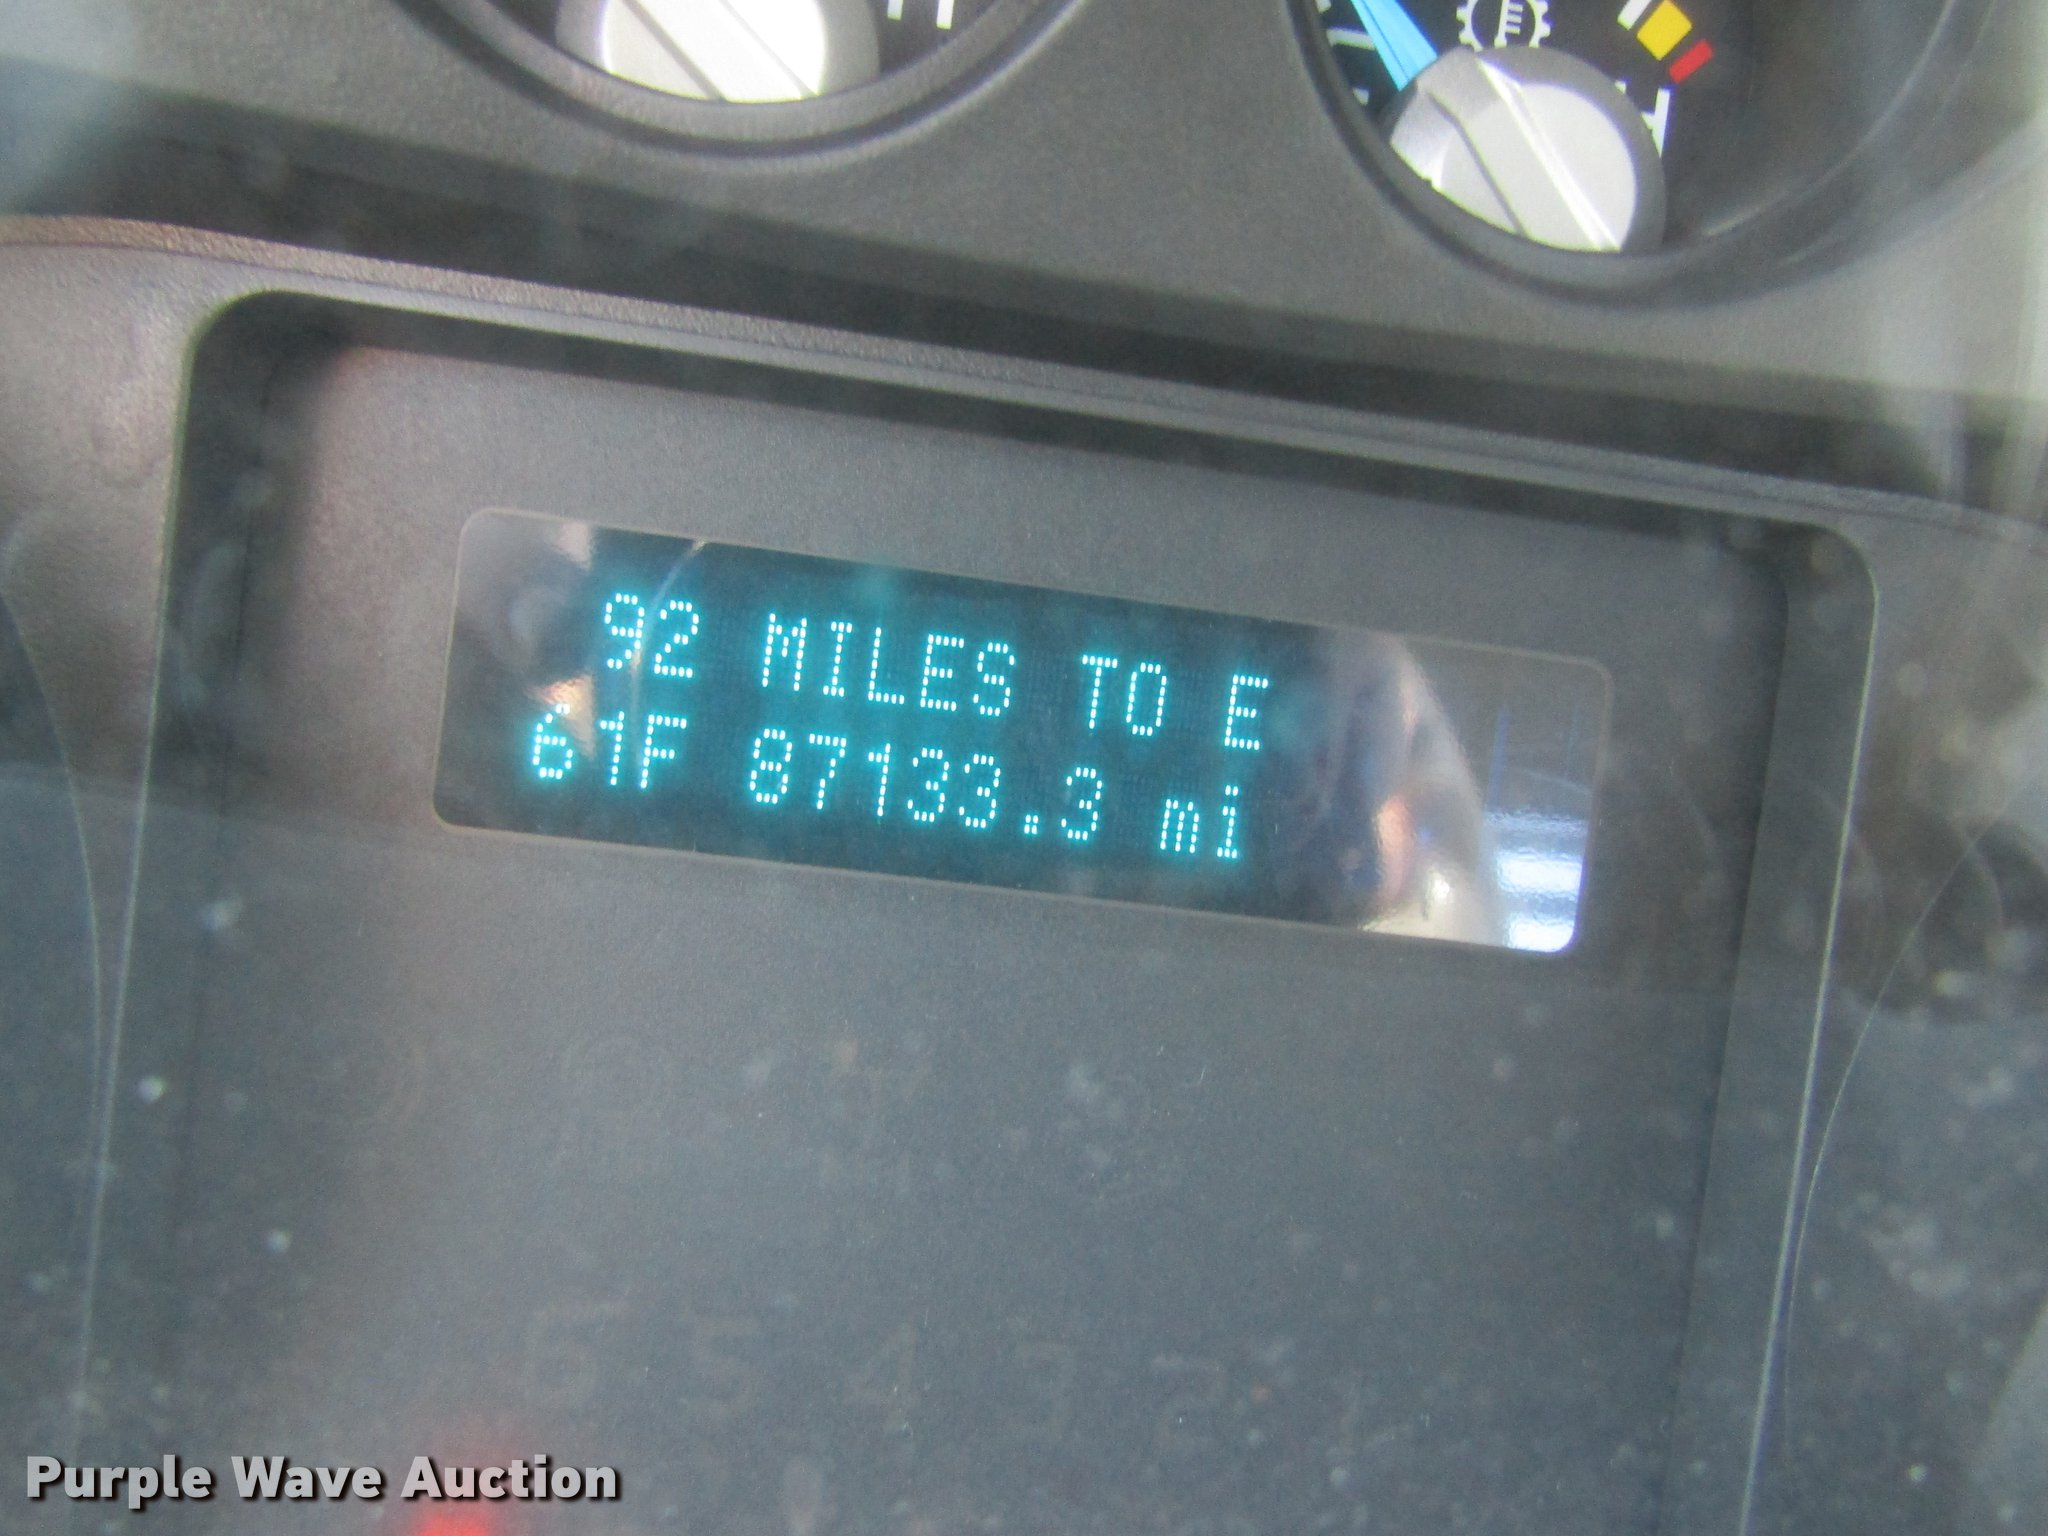 H
H
92 MILES TO E
61F 87133.3 mi
Purple Wave Auction